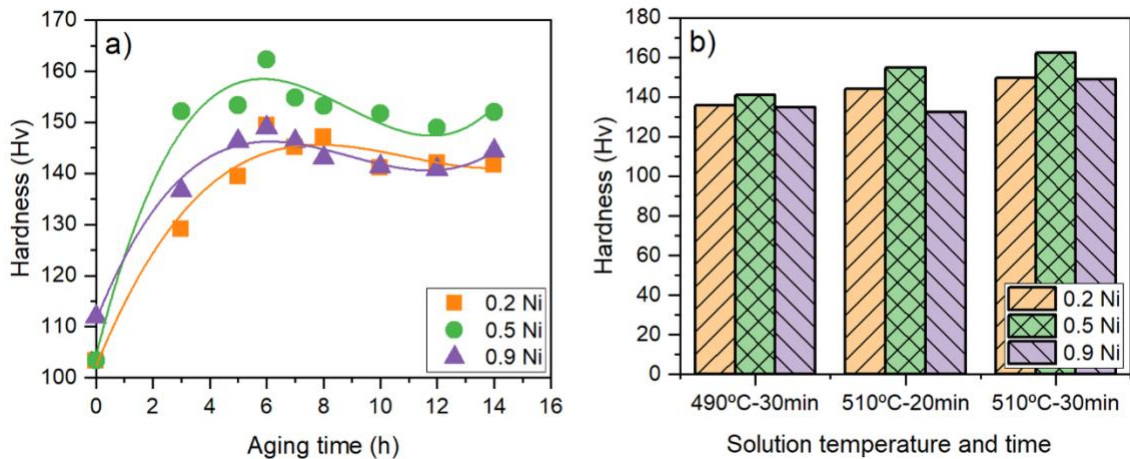 a)
Hardness (Hv)
170
160
150
140
130
120
110
100
0 2 4 6 8 10 12 14 16
Aging time (h)
0.2 Ni
0.5 Ni
0.9 Ni
b)
Hardness (Hv)
180
160
140
120
100
80
60
40
20
0
490ºC-30min 510ºC-20min 510ºC-30min
Solution temperature and time
0.2 Ni
0.5 Ni
0.9 Ni